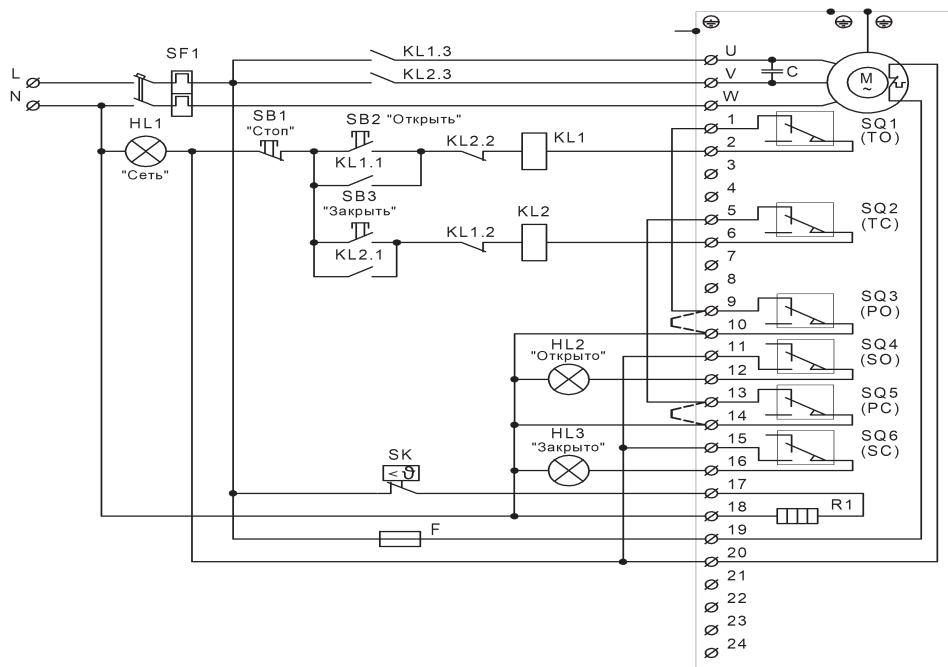 U
KL1.3
SF1
V
C
L
KL2.3
M
~
N
W
HL1
SB1
"Стоп"
SB2 "Открыть"
1
SQ1
(TO)
KL2.2
KL1
2
KL1.1
"Сеть"
3
SB3
"Закрыть"
4
KL2
5
SQ2
(TC)
KL1.2
6
KL2.1
7
8
9
SQ3
(PO)
10
HL2
"Открыто"
11
SQ4
(SO)
12
13
SQ5
(PC)
14
HL3
"Закрыто"
15
SQ6
(SC)
16
SK
<ϑ
17
18
R1
F
19
20
21
22
23
24